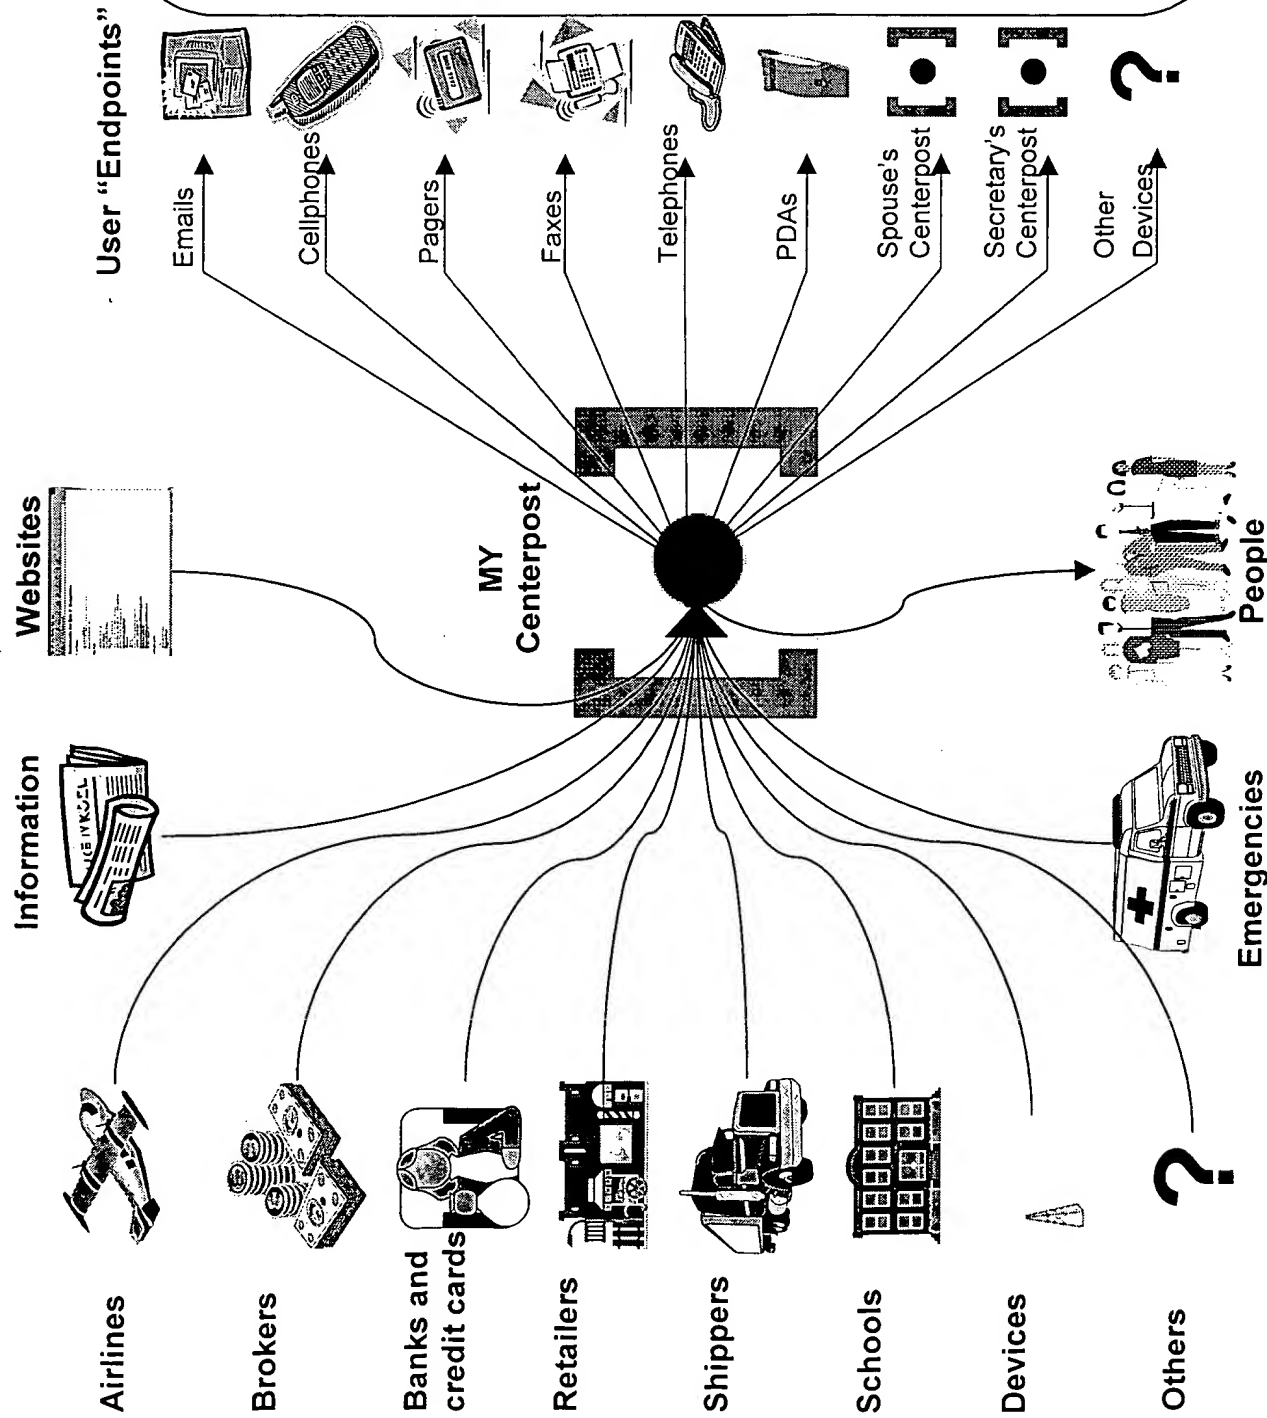 Information
Websites
User “Endpoints”
Airlines
Brokers
Banks and
credit cards
Retailers
Shippers
Schools
Devices
Others
MY
Centerpost
Emails
Cellphones
Pagers
Faxes
Telephones
PDAs
Spouse’s
Centerpost
Secretary’s
Centerpost
Other
Devices
?
?
Emergencies
People